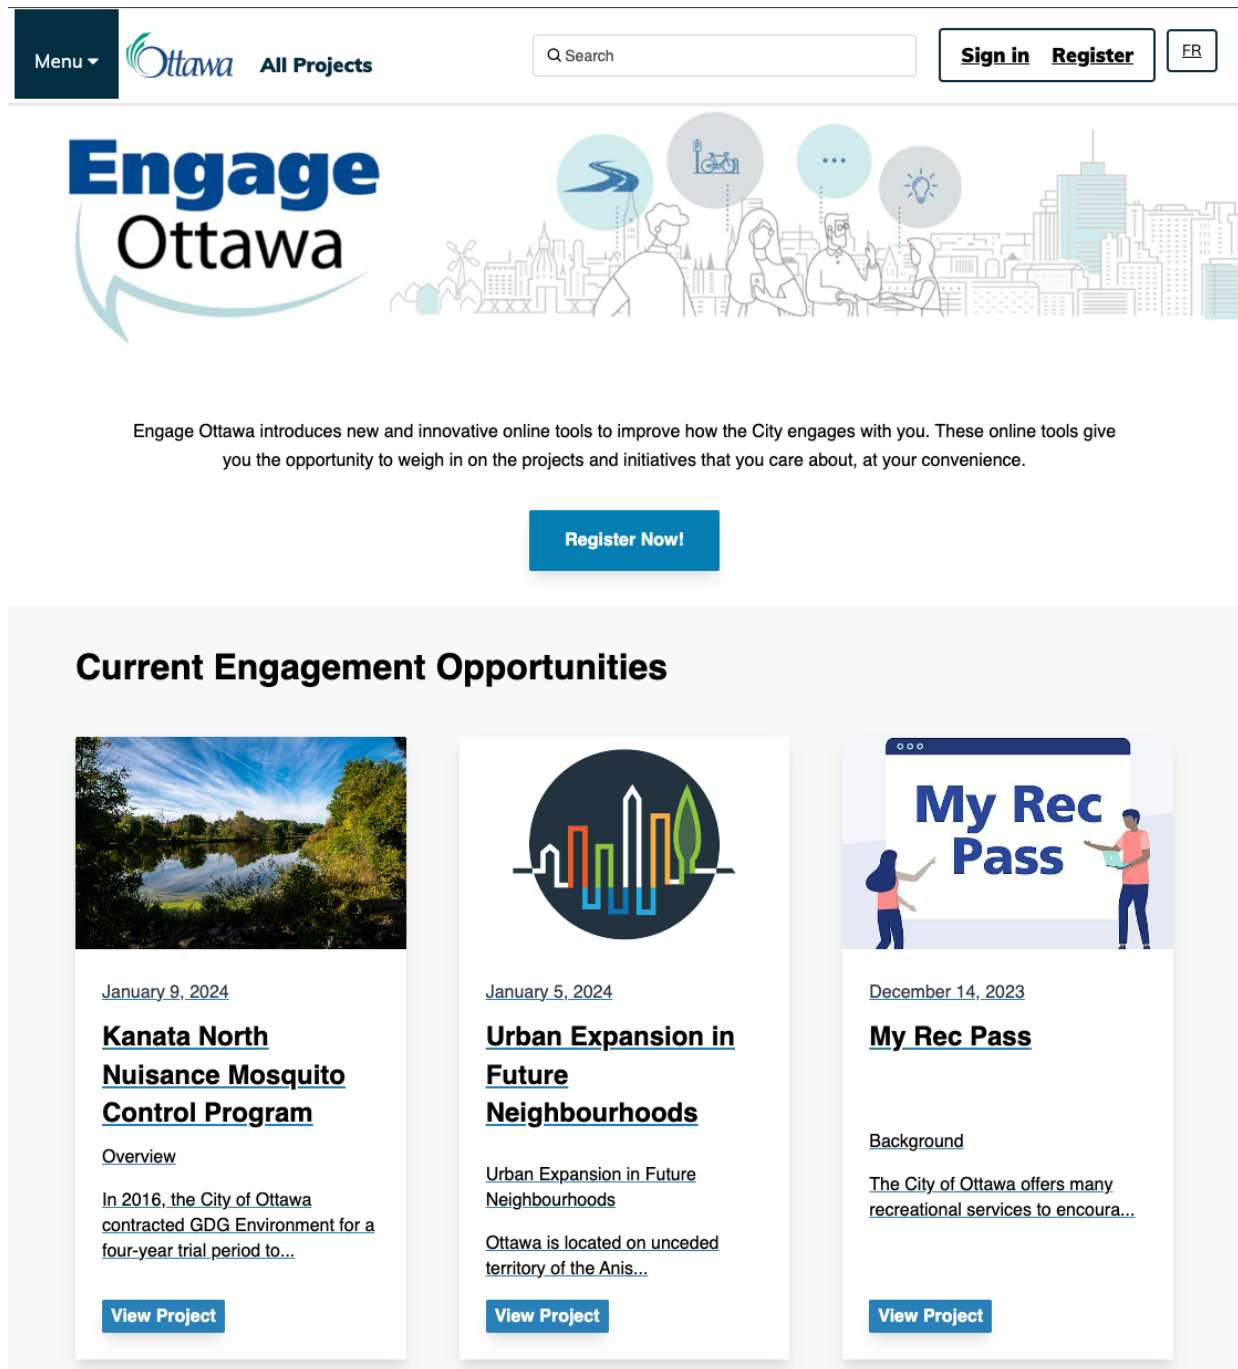 Menu
Ottawa
All Projects
Search
Sign in
Register
FR
Engage
Ottawa
Engage Ottawa introduces new and innovative online tools to improve how the City engages with you. These online tools give
you the opportunity to weigh in on the projects and initiatives that you care about, at your convenience.
Register Now!
Current Engagement Opportunities
January 9, 2024
Kanata North
Nuisance Mosquito
Control Program
Overview
In 2016, the City of Ottawa
contracted GDG Environment for a
four-year trial period to...
View Project
January 5, 2024
Urban Expansion in
Future
Neighbourhoods
Urban Expansion in Future
Neighbourhoods
Ottawa is located on unceded
territory of the Anis...
View Project
My Rec
Pass
December 14, 2023
My Rec Pass
Background
The City of Ottawa offers many
recreational services to encoura...
View Project